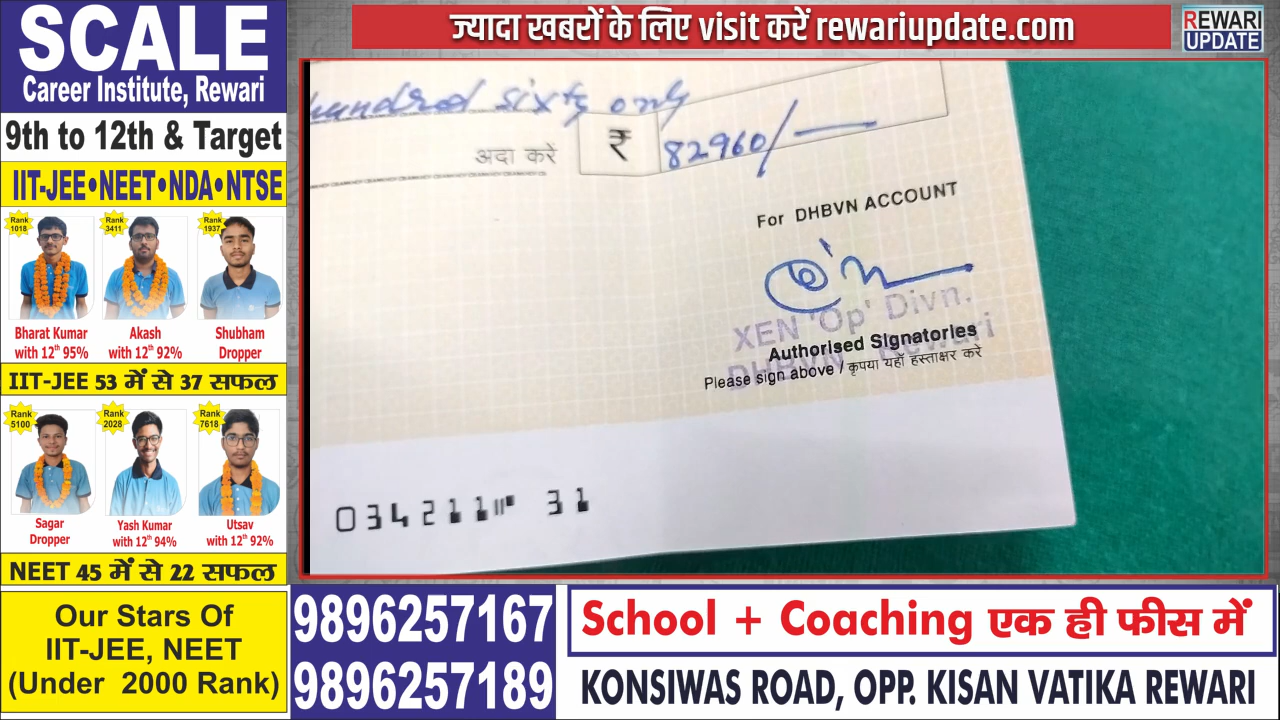 SCALE
Career Institute, Rewari
9th to 12th & Target
IIT-JEE•NEET•NDA•NTSE
Rank 1018
Rank 3411
Rank 1937
Bharat Kumar
with 12th 95%
Akash
with 12th 92%
Shubham
Dropper
IIT-JEE 53 में से 37 सफल
Rank 5100
Rank 2028
Rank 7618
Sagar
Dropper
Yash Kumar
with 12th 94%
Utsav
with 12th 92%
NEET 45 में से 22 सफल
Our Stars Of
IIT-JEE, NEET
(Under 2000 Rank)
ज्यादा खबरों के लिए visit करें rewariupdate.com
REWARI
UPDATE
hundred sixty only
अदा करें ₹ 82960/-
For DHBVN ACCOUNT
XEN 'Op' Divn.
DHBVN, Rewari
Authorised Signatories
Please sign above / कृपया यहाँ हस्ताक्षर करें
034211⑈ 31
9896257167
9896257189
School + Coaching एक ही फीस में
KONSIWAS ROAD, OPP. KISAN VATIKA REWARI